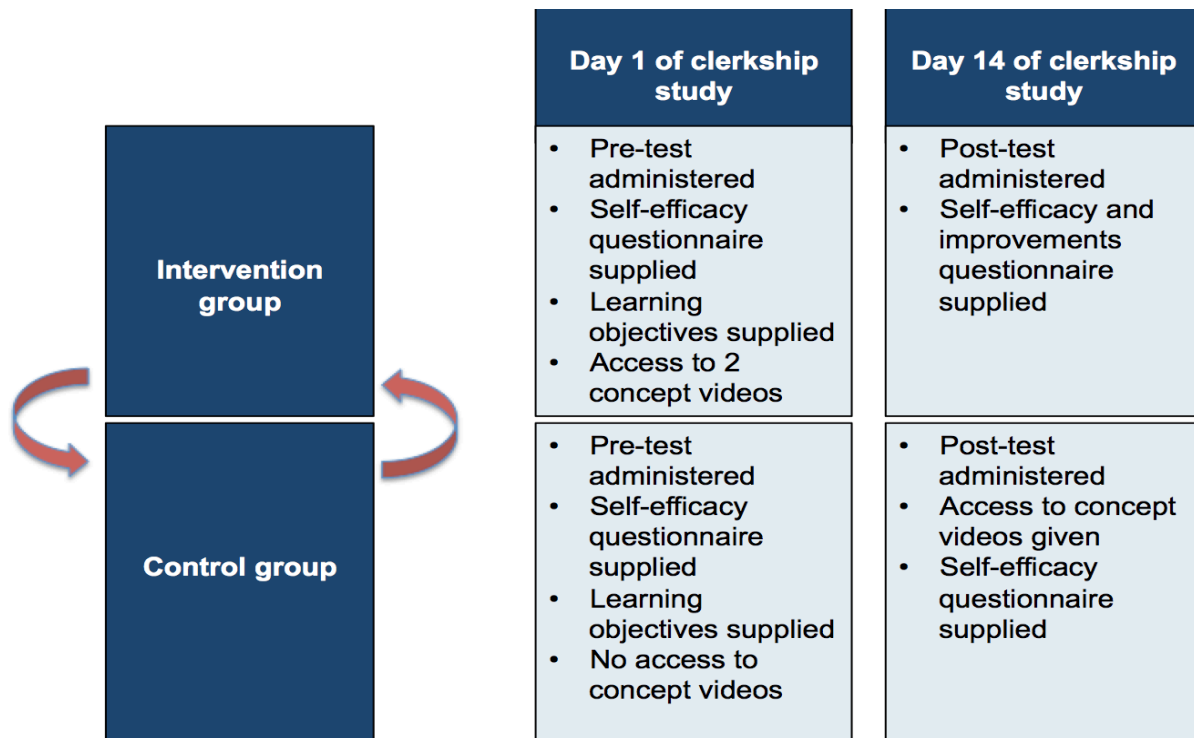 Day 1 of clerkship
study
Day 14 of clerkship
study
Intervention
group
• Pre-test
administered
• Self-efficacy
questionnaire
supplied
• Learning
objectives supplied
• Access to 2
concept videos
• Post-test
administered
• Self-efficacy and
improvements
questionnaire
supplied
Control group
• Pre-test
administered
• Self-efficacy
questionnaire
supplied
• Learning
objectives supplied
• No access to
concept videos
• Post-test
administered
• Access to concept
videos given
• Self-efficacy
questionnaire
supplied